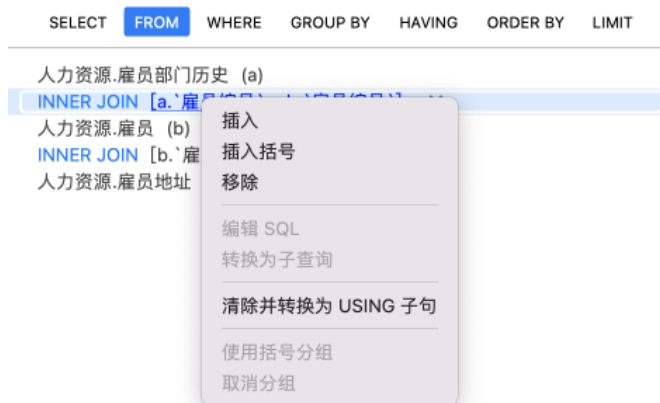 SELECT FROM WHERE GROUP BY HAVING ORDER BY LIMIT
人力资源.雇员部门历史 (a)
INNER JOIN [a.`雇
人力资源.雇员 (b)
INNER JOIN [b.`雇
人力资源.雇员地址
插入
插入括号
移除
编辑 SQL
转换为子查询
清除并转换为 USING 子句
使用括号分组
取消分组